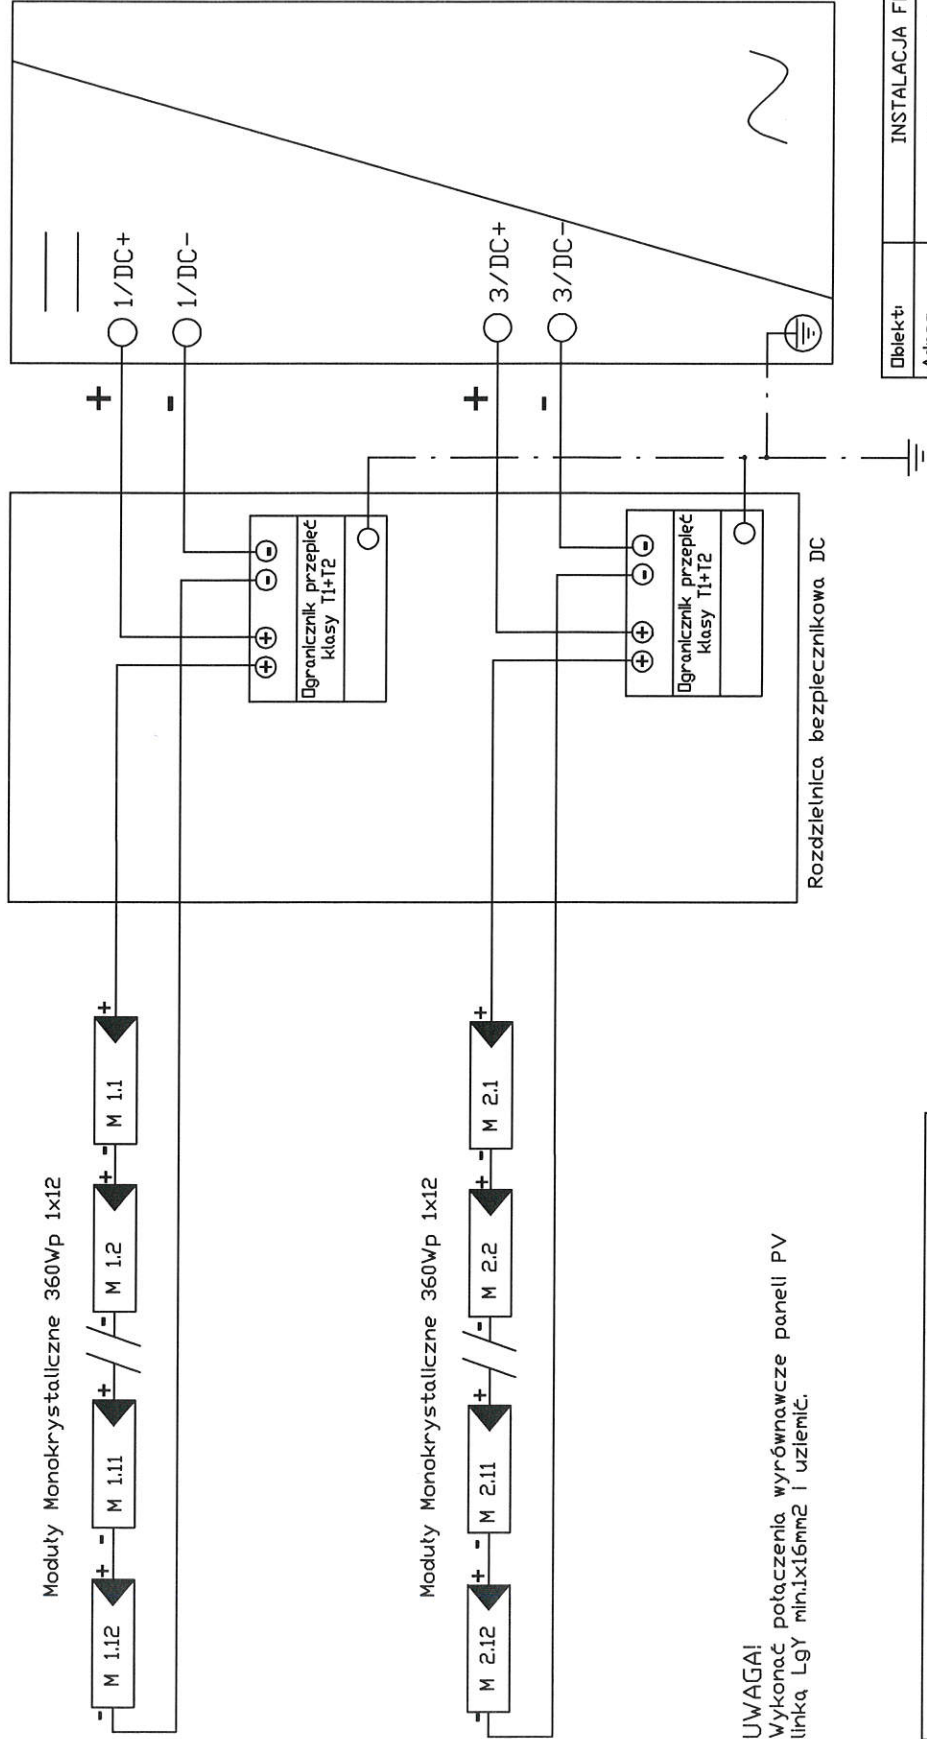 Moduły Monokrystaliczne 360Wp 1x12
- M 1.12 +
- M 1.11 +
- M 1.2 +
- M 1.1 +
+ + - -
Ogranicznik przepięć
klasy T1+T2
+
-
1/DC+
1/DC-
Moduły Monokrystaliczne 360Wp 1x12
- M 2.12 +
- M 2.11 +
- M 2.2 +
- M 2.1 +
+ + - -
Ogranicznik przepięć
klasy T1+T2
+
-
3/DC+
3/DC-
Rozdzielnica bezpiecznikowa DC
UWAGA!
Wykonać połączenia wyrównawcze paneli PV
linką LgY min.1x16mm2 i uziemić.
Obiekt:
INSTALACJA